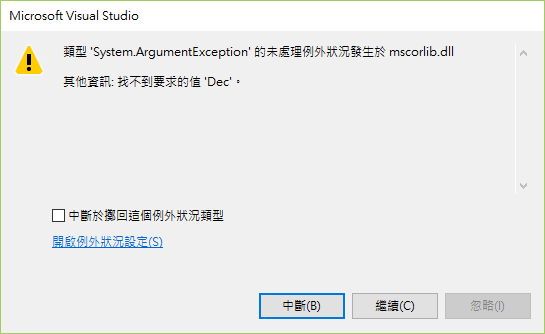 Microsoft Visual Studio
類型 'System.ArgumentException' 的未處理例外狀況發生於 mscorlib.dll
其他資訊: 找不到要求的值 'Dec'。
中斷於擲回這個例外狀況類型
開啟例外狀況設定(S)
中斷(B) 繼續(C) 忽略(I)